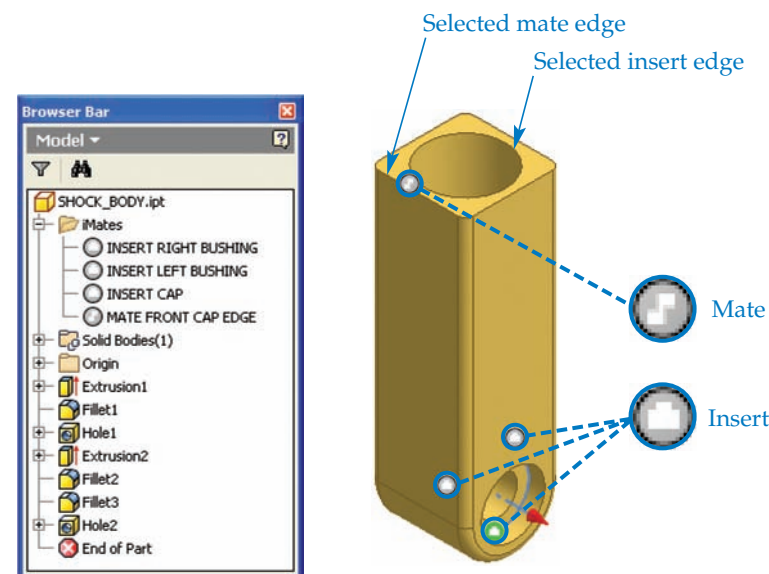 Selected mate edge
Selected insert edge
Browser Bar
Model
SHOCK_BODY.ipt
iMates
INSERT RIGHT BUSHING
INSERT LEFT BUSHING
INSERT CAP
MATE FRONT CAP EDGE
Solid Bodies(1)
Origin
Extrusion1
Fillet1
Hole1
Extrusion2
Fillet2
Fillet3
Hole2
End of Part
Mate
Insert